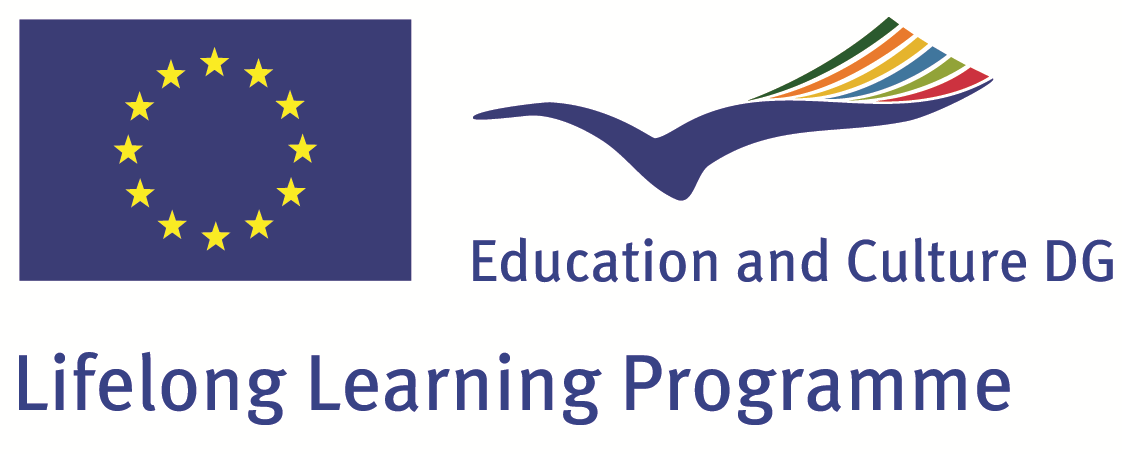 Education and Culture DG
Lifelong Learning Programme